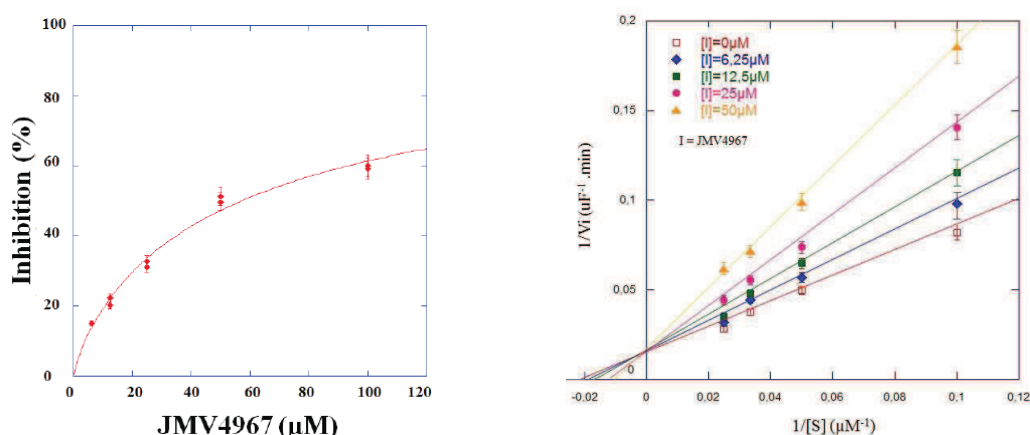 100
80
60
40
20
0
0 20 40 60 80 100 120
Inhibition (%)
JMV4967 (µM)
0,2
0,15
0,1
0,05
0
-0.02 0 0,02 0,04 0,06 0,08 0,1 0,12
[I]=0µM
[I]=6,25µM
[I]=12,5µM
[I]=25µM
[I]=50µM
I = JMV4967
1/Vi (uF⁻¹ .min)
1/[S] (µM⁻¹)